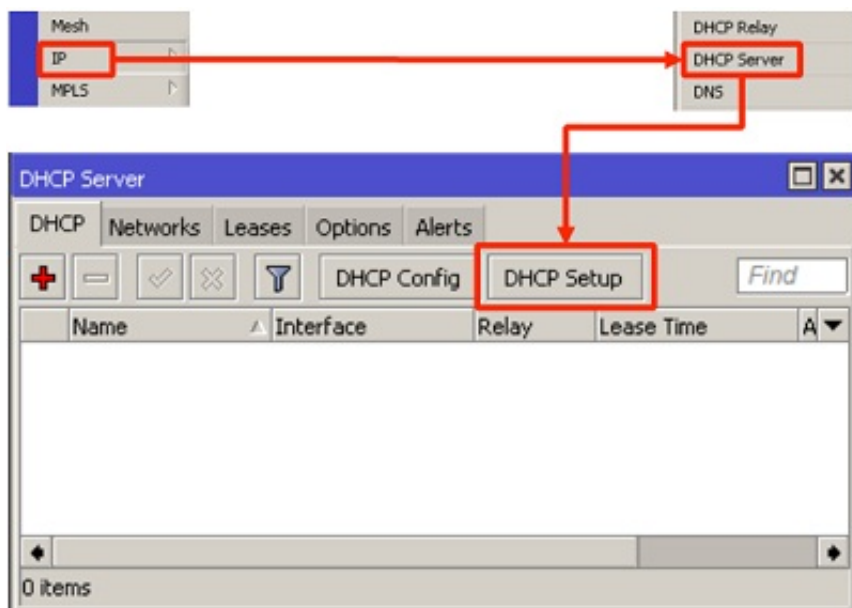 Mesh
IP
MPLS
DHCP Relay
DHCP Server
DNS
DHCP Server
DHCP Networks Leases Options Alerts
DHCP Config DHCP Setup Find
Name Interface Relay Lease Time A
0 items